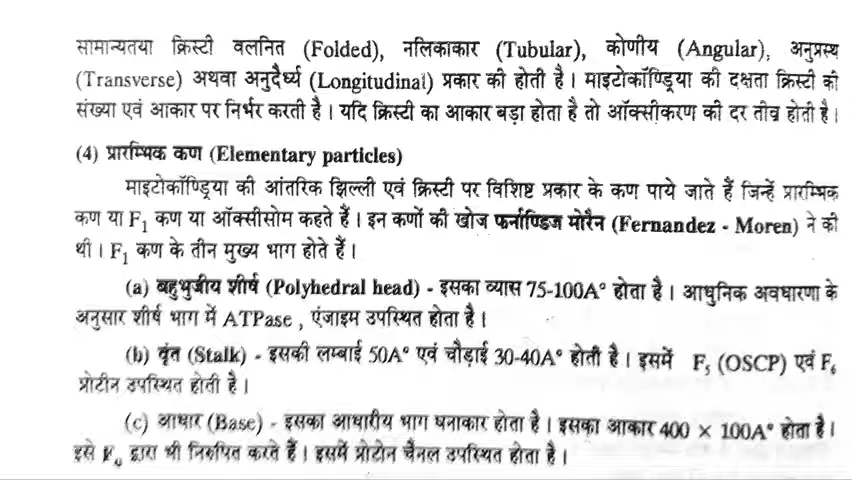 सामान्यतया क्रिस्टी वलनित (Folded), नलिकाकार (Tubular), कोणीय (Angular), अनुप्रस्थ
(Transverse) अथवा अनुदैर्ध्य (Longitudinal) प्रकार की होती है । माइटोकॉण्ड्रिया की दक्षता क्रिस्टी की
संख्या एवं आकार पर निर्भर करती है । यदि क्रिस्टी का आकार बड़ा होता है तो ऑक्सीकरण की दर तीव्र होती है ।
(4) प्रारम्भिक कण (Elementary particles)
माइटोकॉण्ड्रिया की आंतरिक झिल्ली एवं क्रिस्टी पर विशिष्ट प्रकार के कण पाये जाते हैं जिन्हें प्रारम्भिक
कण या F₁ कण या ऑक्सीसोम कहते हैं । इन कणों की खोज फर्नाण्डिज मोरैन (Fernandez - Moren) ने की
थी । F₁ कण के तीन मुख्य भाग होते हैं ।
(a) बहुभुजीय शीर्ष (Polyhedral head) - इसका व्यास 75-100A° होता है । आधुनिक अवधारणा के
अनुसार शीर्ष भाग में ATPase , एंजाइम उपस्थित होता है ।
(b) वृंत (Stalk) - इसकी लम्बाई 50A° एवं चौड़ाई 30-40A° होती है । इसमें F₅ (OSCP) एवं F₆
प्रोटीन उपस्थित होती है ।
(c) आधार (Base) - इसका आधारीय भाग घनाकार होता है । इसका आकार 400 × 100A° होता है ।
इसे F₀ द्वारा भी निरूपित करते हैं । इसमें प्रोटोन चैनल उपस्थित होता है ।